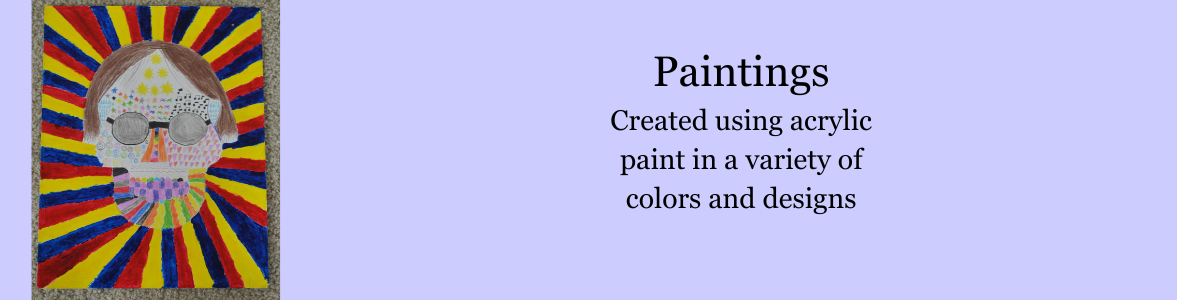 Paintings
Created using acrylic
paint in a variety of
colors and designs